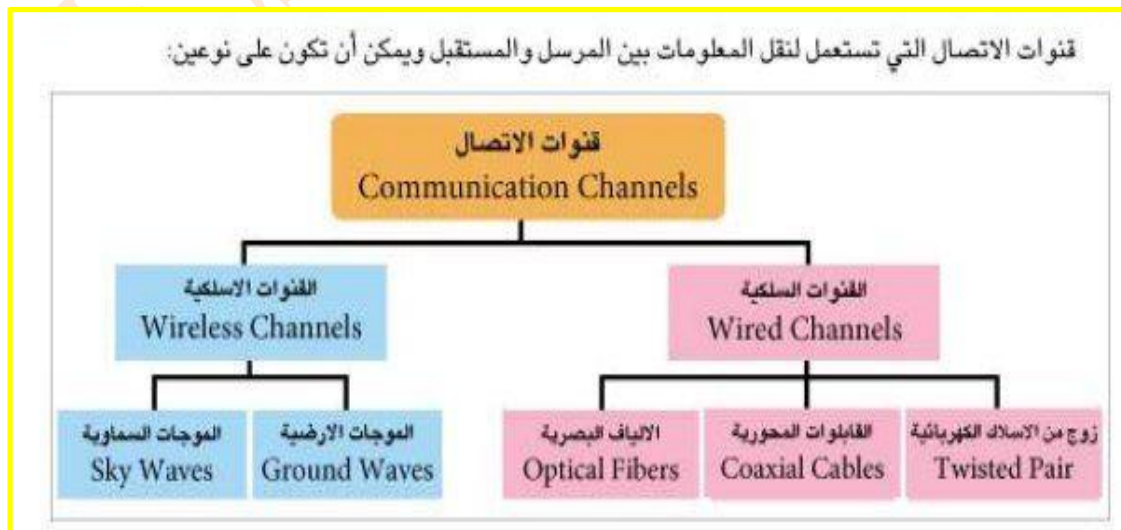 قنوات الاتصال التي تستعمل لنقل المعلومات بين المرسل والمستقبل ويمكن أن تكون على نوعين:
قنوات الاتصال
Communication Channels
القنوات السلكية
Wired Channels
القنوات الاسلكية
Wireless Channels
زوج من الاسلاك الكهربائية
Twisted Pair
القابلوات المحورية
Coaxial Cables
الالياف البصرية
Optical Fibers
الموجات الارضية
Ground Waves
الموجات السماوية
Sky Waves